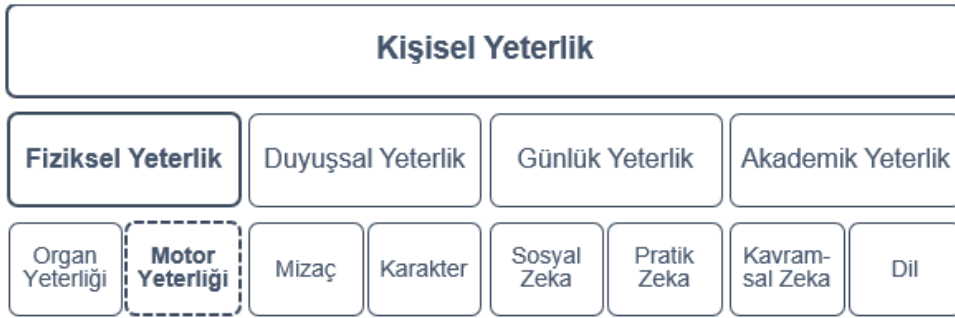 Kişisel Yeterlik
Fiziksel Yeterlik
Duyuşsal Yeterlik
Günlük Yeterlik
Akademik Yeterlik
Organ
Yeterliği
Motor
Yeterliği
Mizaç
Karakter
Sosyal
Zeka
Pratik
Zeka
Kavram-
sal Zeka
Dil